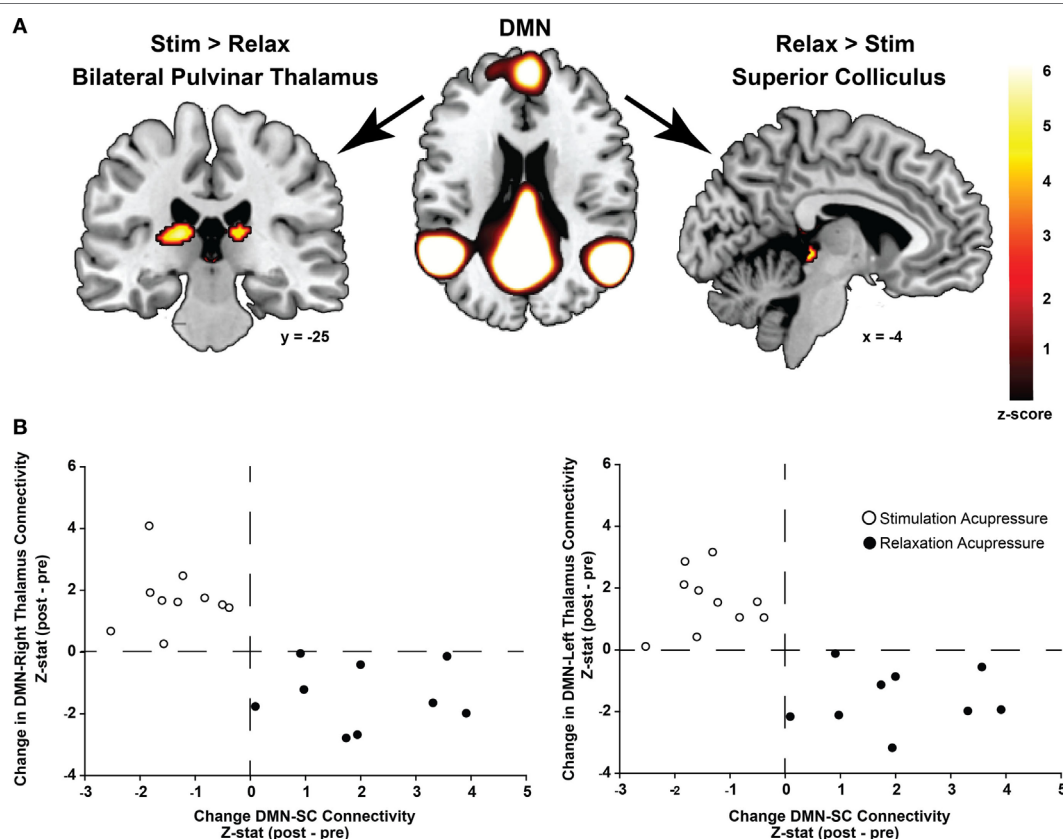 A
Stim > Relax
Bilateral Pulvinar Thalamus
DMN
Relax > Stim
Superior Colliculus
y = -25
x = -4
6
5
4
3
2
1
z-score
B
Change in DMN-Right Thalamus Connectivity
Z-stat (post - pre)
6
4
2
0
-2
-4
-3
-2
-1
0
1
2
3
4
5
Change DMN-SC Connectivity
Z-stat (post - pre)
Change in DMN-Left Thalamus Connectivity
Z-stat (post - pre)
6
4
2
0
-2
-4
-3
-2
-1
0
1
2
3
4
5
Change DMN-SC Connectivity
Z-stat (post - pre)
Stimulation Acupressure
Relaxation Acupressure